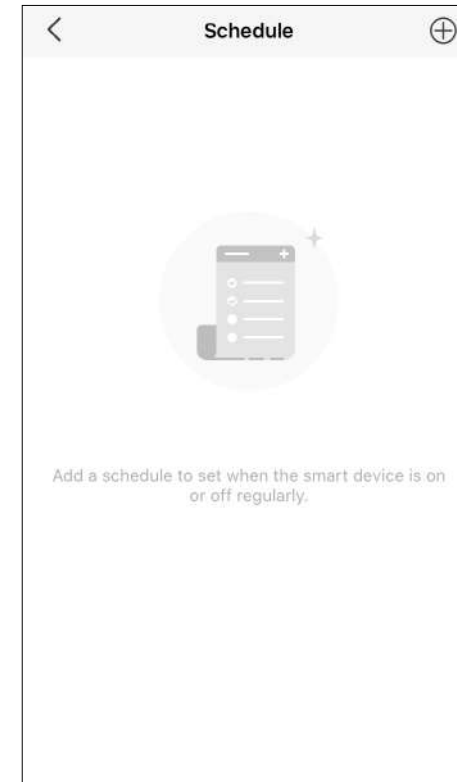 Schedule
Add a schedule to set when the smart device is on
or off regularly.